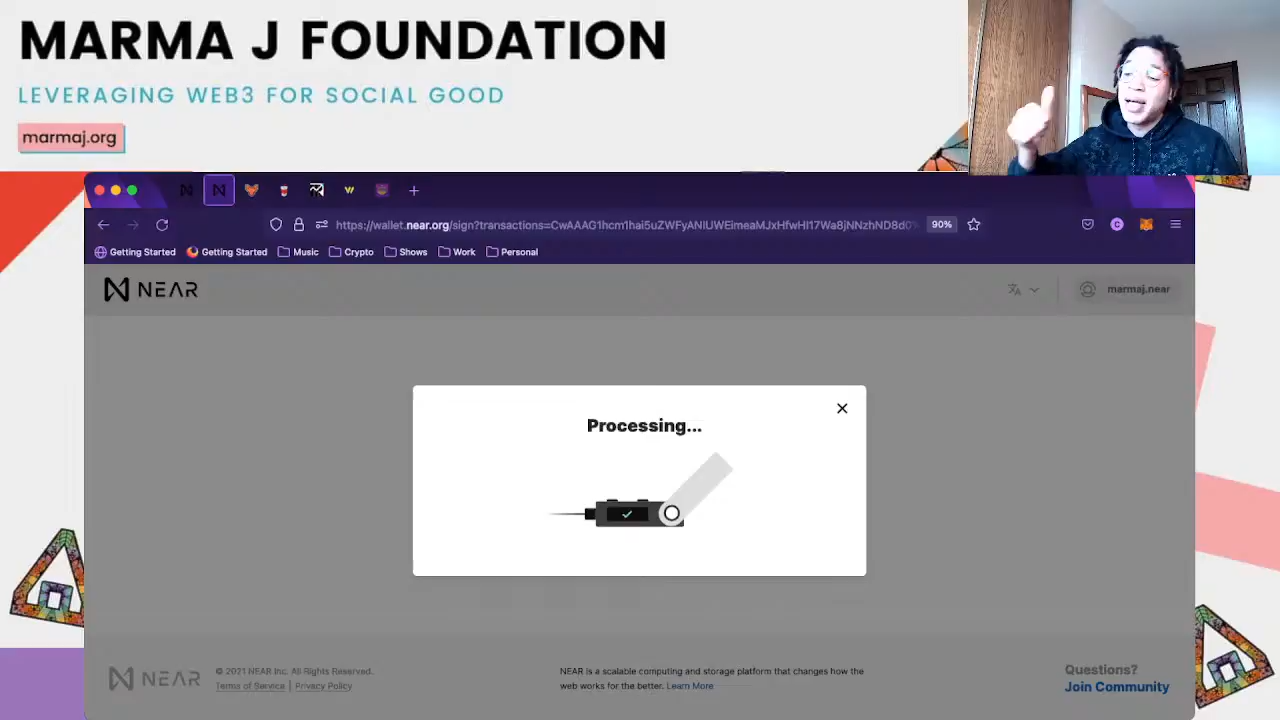 MARMA J FOUNDATION
LEVERAGING WEB3 FOR SOCIAL GOOD
marmaj.org
90%
Getting Started
Getting Started
Music
Crypto
Shows
Work
Personal
NEAR
marmaj.near
Processing...
NEAR
© 2021 NEAR Inc. All Rights Reserved.
Terms of Service | Privacy Policy
NEAR is a scalable computing and storage platform that changes how the
web works for the better. Learn More
Questions?
Join Community